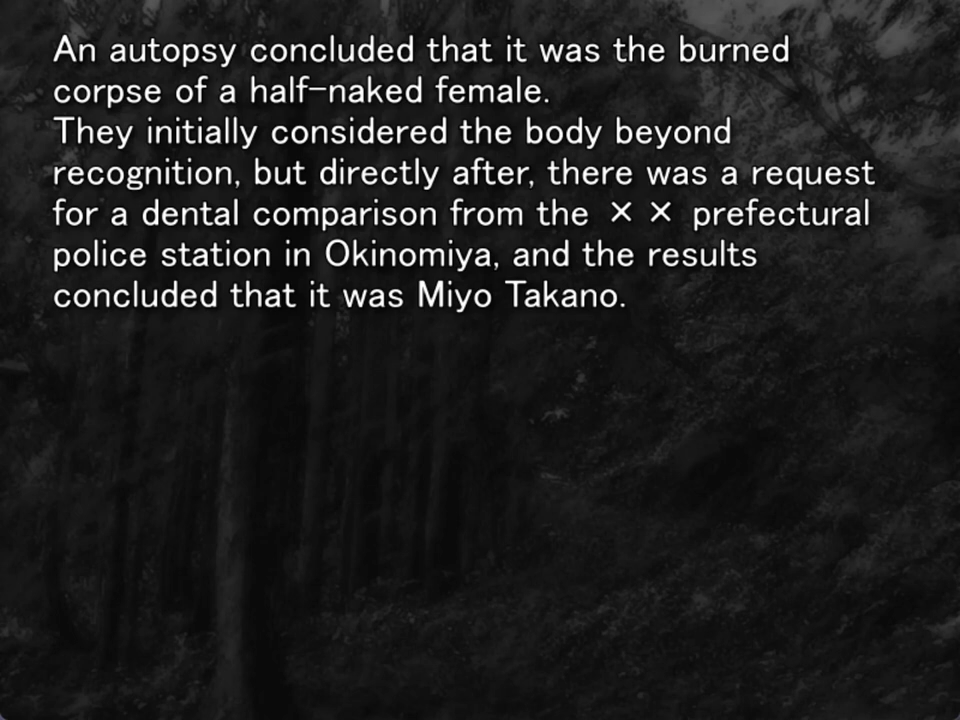 An autopsy concluded that it was the burned
corpse of a half-naked female.
They initially considered the body beyond
recognition, but directly after, there was a request
for a dental comparison from the × × prefectural
police station in Okinomiya, and the results
concluded that it was Miyo Takano.